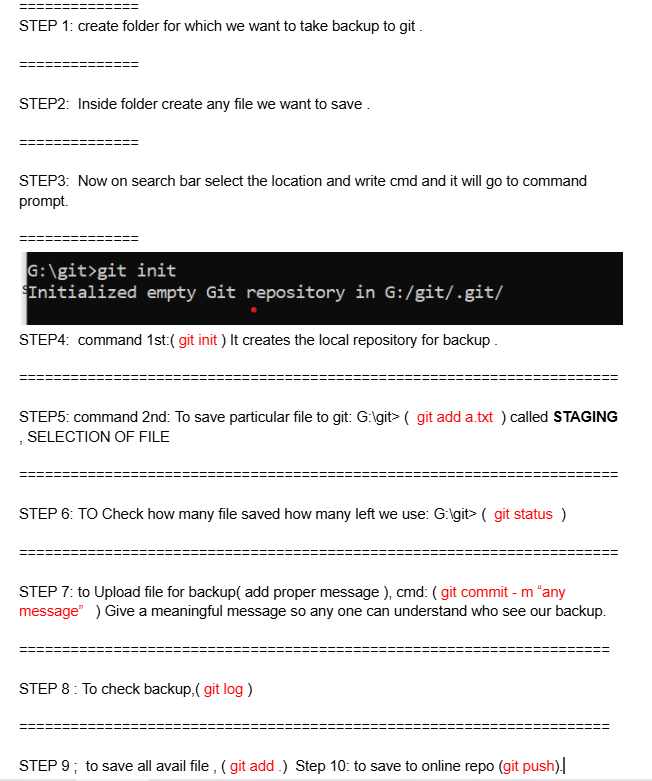 ==============
STEP 1: create folder for which we want to take backup to git .
==============
STEP2:  Inside folder create any file we want to save .
==============
STEP3:  Now on search bar select the location and write cmd and it will go to command
prompt.
==============
G:\git>git init
Initialized empty Git repository in G:/git/.git/
STEP4:  command 1st:( git init ) It creates the local repository for backup .
======================================================================
STEP5: command 2nd: To save particular file to git: G:\git> (  git add a.txt  ) called STAGING
, SELECTION OF FILE
======================================================================
STEP 6: TO Check how many file saved how many left we use: G:\git> (  git status  )
======================================================================
STEP 7: to Upload file for backup( add proper message ), cmd: ( git commit - m “any
message”   ) Give a meaningful message so any one can understand who see our backup.
=====================================================================
STEP 8 : To check backup,( git log )
=====================================================================
STEP 9 ;  to save all avail file , ( git add .)  Step 10: to save to online repo (git push).